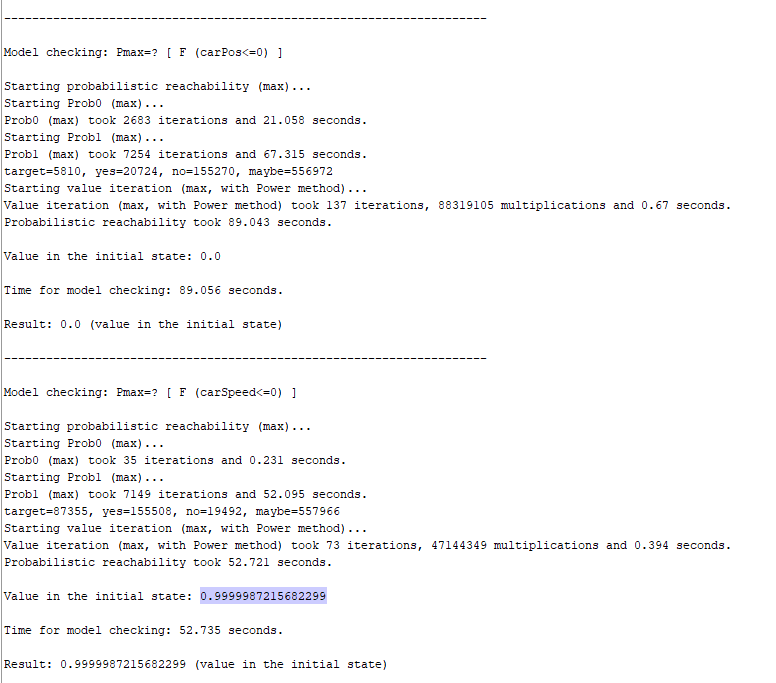 ---------------------------------------------------------------------
Model checking: Pmax=? [ F (carPos<=0) ]
Starting probabilistic reachability (max)...
Starting Prob0 (max)...
Prob0 (max) took 2683 iterations and 21.058 seconds.
Starting Prob1 (max)...
Prob1 (max) took 7254 iterations and 67.315 seconds.
target=5810, yes=20724, no=155270, maybe=556972
Starting value iteration (max, with Power method)...
Value iteration (max, with Power method) took 137 iterations, 88319105 multiplications and 0.67 seconds.
Probabilistic reachability took 89.043 seconds.
Value in the initial state: 0.0
Time for model checking: 89.056 seconds.
Result: 0.0 (value in the initial state)
---------------------------------------------------------------------
Model checking: Pmax=? [ F (carSpeed<=0) ]
Starting probabilistic reachability (max)...
Starting Prob0 (max)...
Prob0 (max) took 35 iterations and 0.231 seconds.
Starting Prob1 (max)...
Prob1 (max) took 7149 iterations and 52.095 seconds.
target=87355, yes=155508, no=19492, maybe=557966
Starting value iteration (max, with Power method)...
Value iteration (max, with Power method) took 73 iterations, 47144349 multiplications and 0.394 seconds.
Probabilistic reachability took 52.721 seconds.
Value in the initial state: 0.9999987215682299
Time for model checking: 52.735 seconds.
Result: 0.9999987215682299 (value in the initial state)